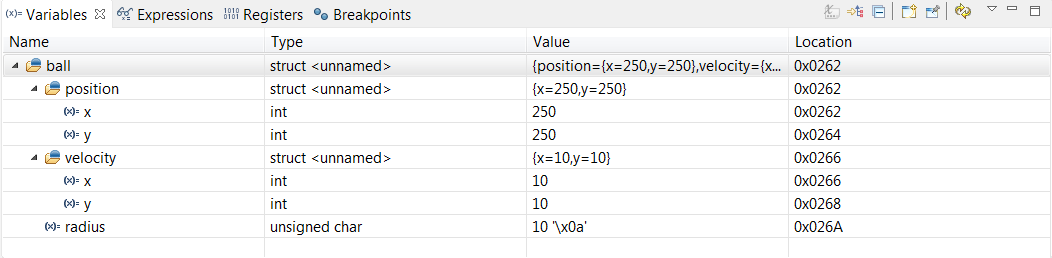 (x)= Variables Expressions 1010 0101 Registers Breakpoints
Name Type Value Location
ball struct <unnamed> {position={x=250,y=250},velocity={x... 0x0262
position struct <unnamed> {x=250,y=250} 0x0262
(x)= x int 250 0x0262
(x)= y int 250 0x0264
velocity struct <unnamed> {x=10,y=10} 0x0266
(x)= x int 10 0x0266
(x)= y int 10 0x0268
(x)= radius unsigned char 10 '\x0a' 0x026A